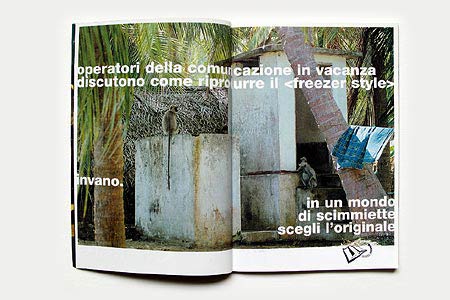 operatori della comunicazione in vacanza
discutono come riprodurre il <freezer style>
invano.
in un mondo
di scimmiette
scegli l'originale